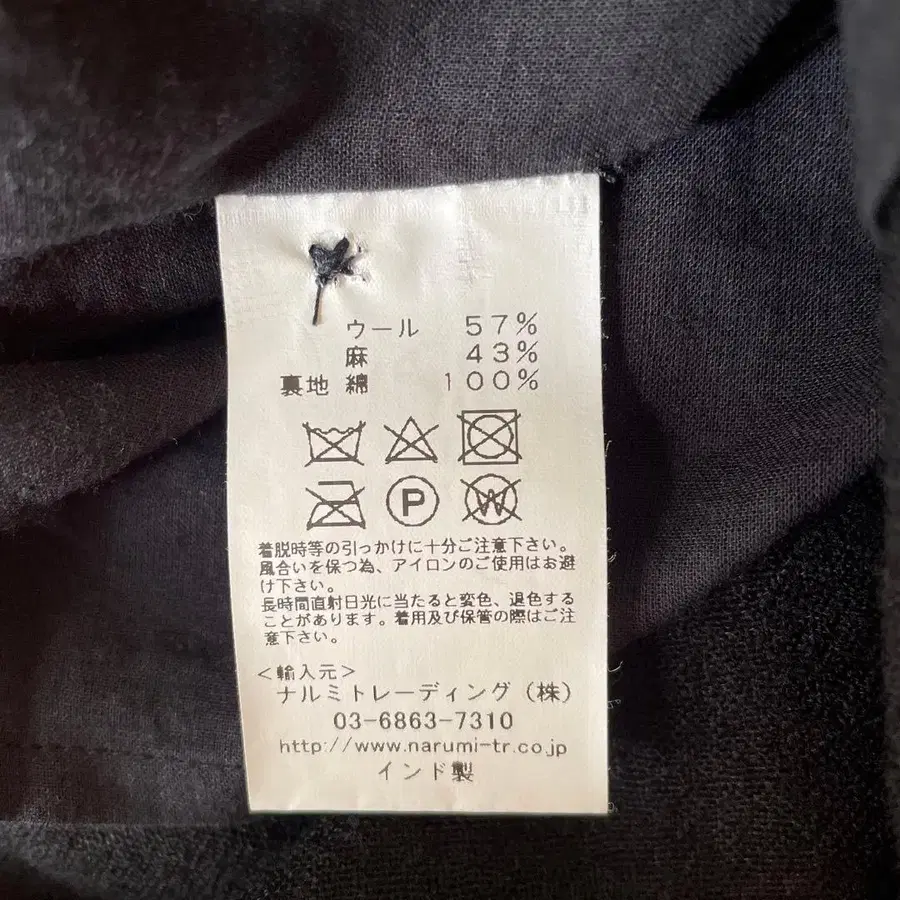 ウール 57%
麻 43%
裏地 綿 100%
P W
着脱時等の引っかけに十分ご注意下さい。
風合いを保つ為、アイロンのご使用はお避
け下さい。
長時間直射日光に当たると変色、退色する
ことがあります。着用及び保管の際はご注
意下さい。
<輸入元>
ナルミトレーディング(株)
03-6863-7310
http://www.narumi-tr.co.jp
インド製